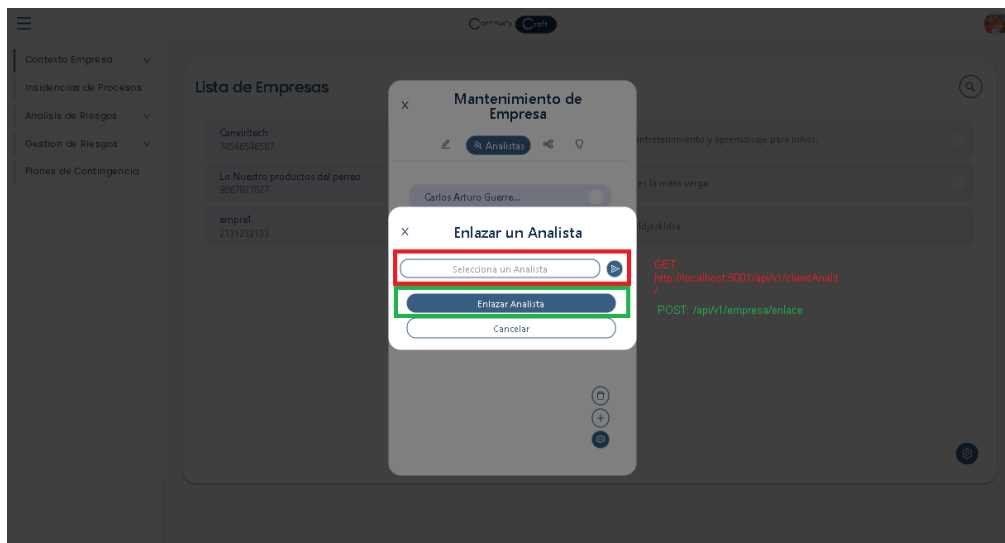 Continuity Craft
Contexto Empresa
Insidencias de Procesos
Analisis de Riesgos
Gestion de Riesgos
Planes de Contingencia
Lista de Empresas
Canviritech
74546546587
entretenimiento y apremdisaje para niños.
Lo Nuestro productos del perreo
9867827827
es la mera verga
empre1
2131232133
ldjaskldsa
Mantenimiento de
Empresa
Analistas
Carlos Arturo Guerre...
Enlazar un Analista
Selecciona un Analista
Enlazar Analista
Cancelar
GET
http://localhost:5001/api/v1/clientAnalit
/
POST: /api/v1/empresa/enlace